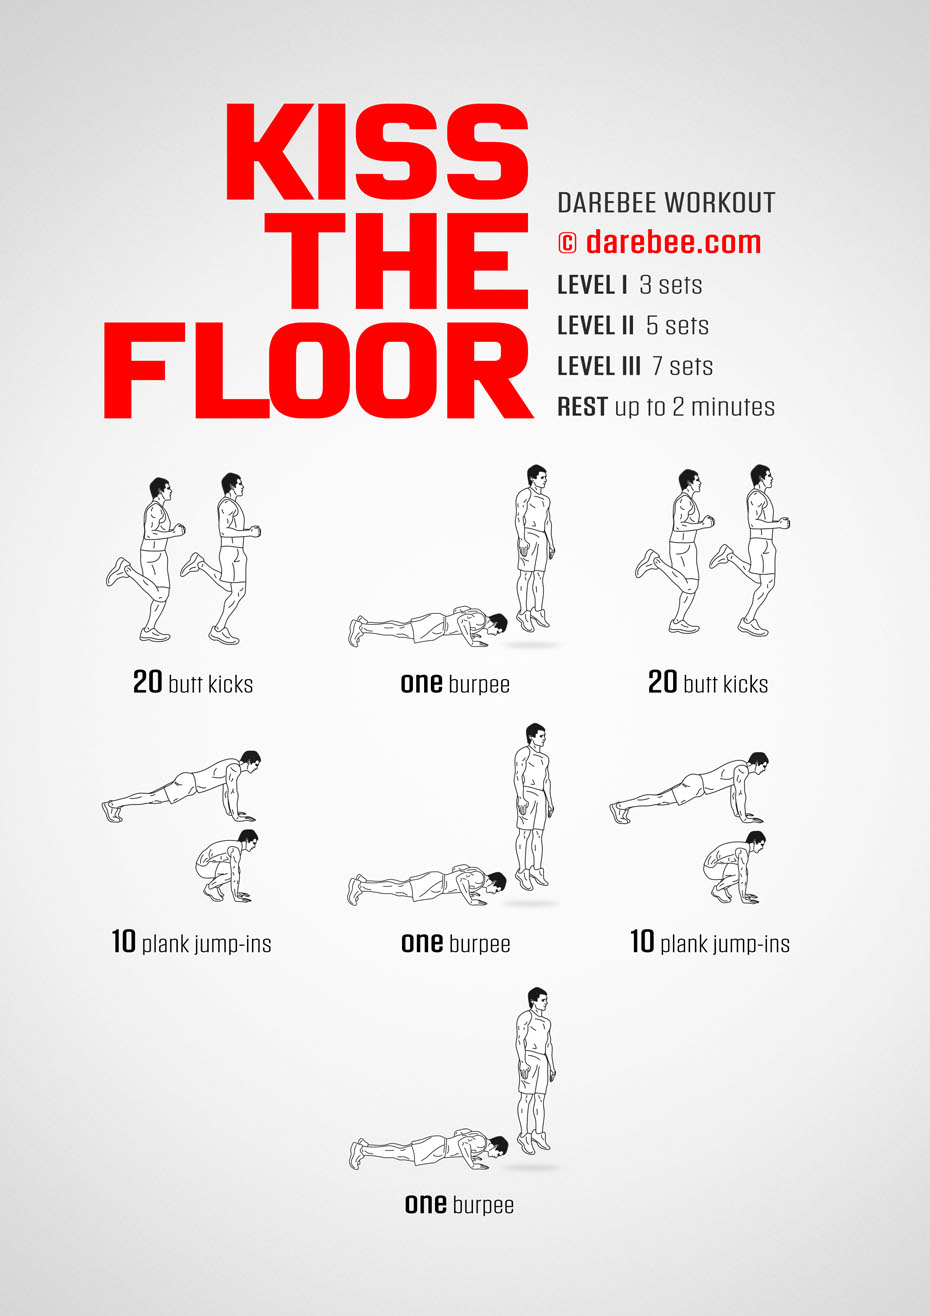 KISS
THE
FLOOR
DAREBEE WORKOUT
© darebee.com
LEVEL I 3 sets
LEVEL II 5 sets
LEVEL III 7 sets
REST up to 2 minutes
20 butt kicks
one burpee
20 butt kicks
10 plank jump-ins
one burpee
10 plank jump-ins
one burpee